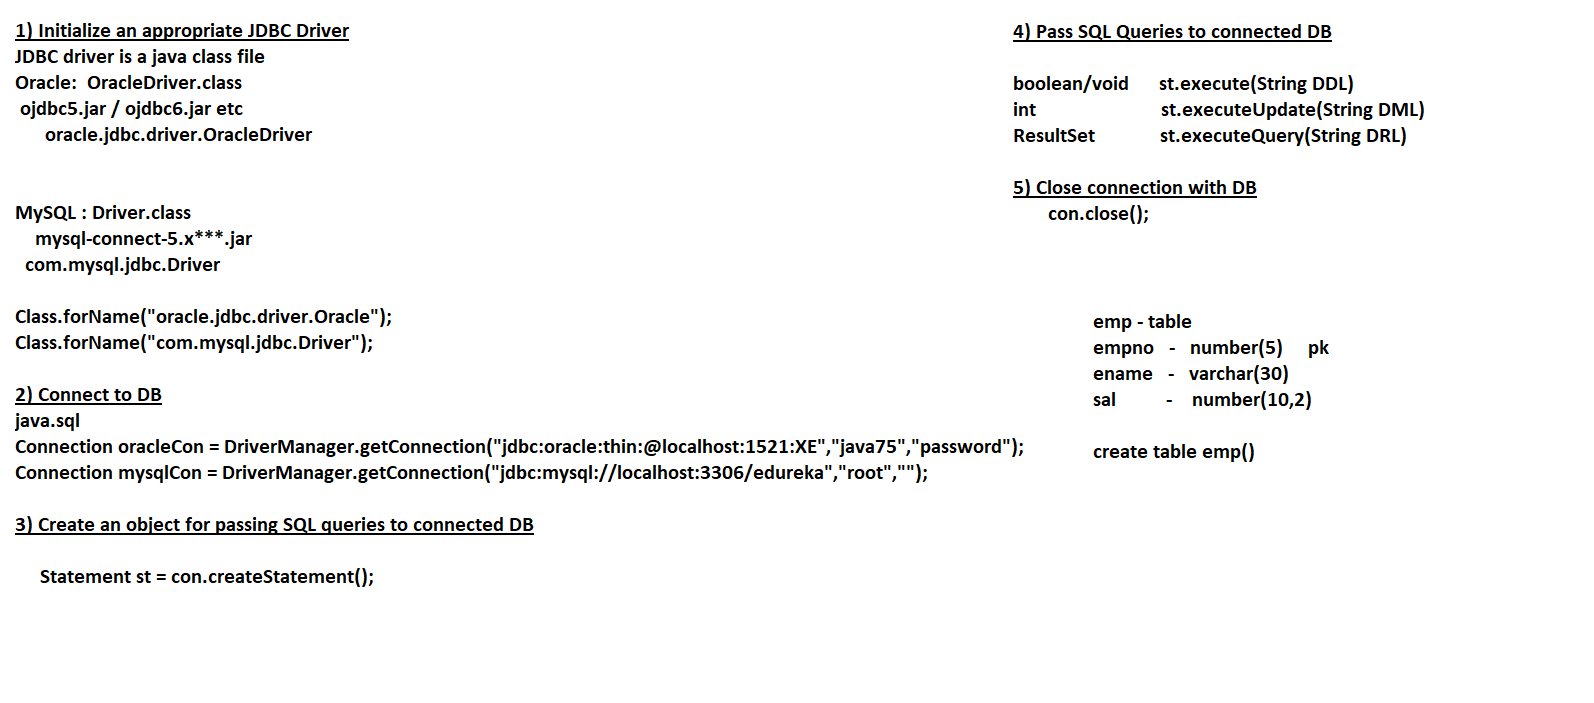 1) Initialize an appropriate JDBC Driver
JDBC driver is a java class file
Oracle: OracleDriver.class
ojdbc5.jar / ojdbc6.jar etc
oracle.jdbc.driver.OracleDriver
MySQL : Driver.class
mysql-connect-5.x***.jar
com.mysql.jdbc.Driver
Class.forName("oracle.jdbc.driver.Oracle");
Class.forName("com.mysql.jdbc.Driver");
2) Connect to DB
java.sql
Connection oracleCon = DriverManager.getConnection("jdbc:oracle:thin:@localhost:1521:XE","java75","password");
Connection mysqlCon = DriverManager.getConnection("jdbc:mysql://localhost:3306/edureka","root","");
3) Create an object for passing SQL queries to connected DB
Statement st = con.createStatement();
4) Pass SQL Queries to connected DB
boolean/void st.execute(String DDL)
int st.executeUpdate(String DML)
ResultSet st.executeQuery(String DRL)
5) Close connection with DB
con.close();
emp - table
empno - number(5) pk
ename - varchar(30)
sal - number(10,2)
create table emp()